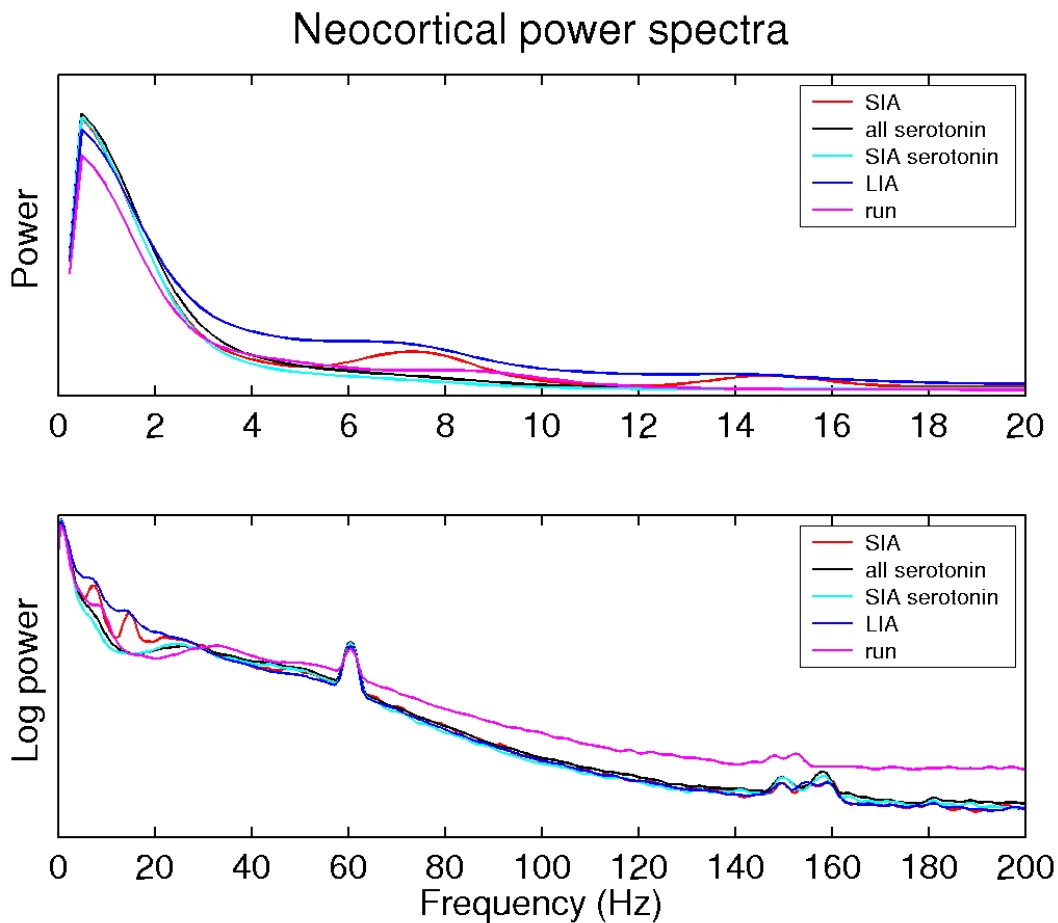 Neocortical power spectra
Power
SIA
all serotonin
SIA serotonin
LIA
run
0 2 4 6 8 10 12 14 16 18 20
Log power
SIA
all serotonin
SIA serotonin
LIA
run
0 20 40 60 80 100 120 140 160 180 200
Frequency (Hz)